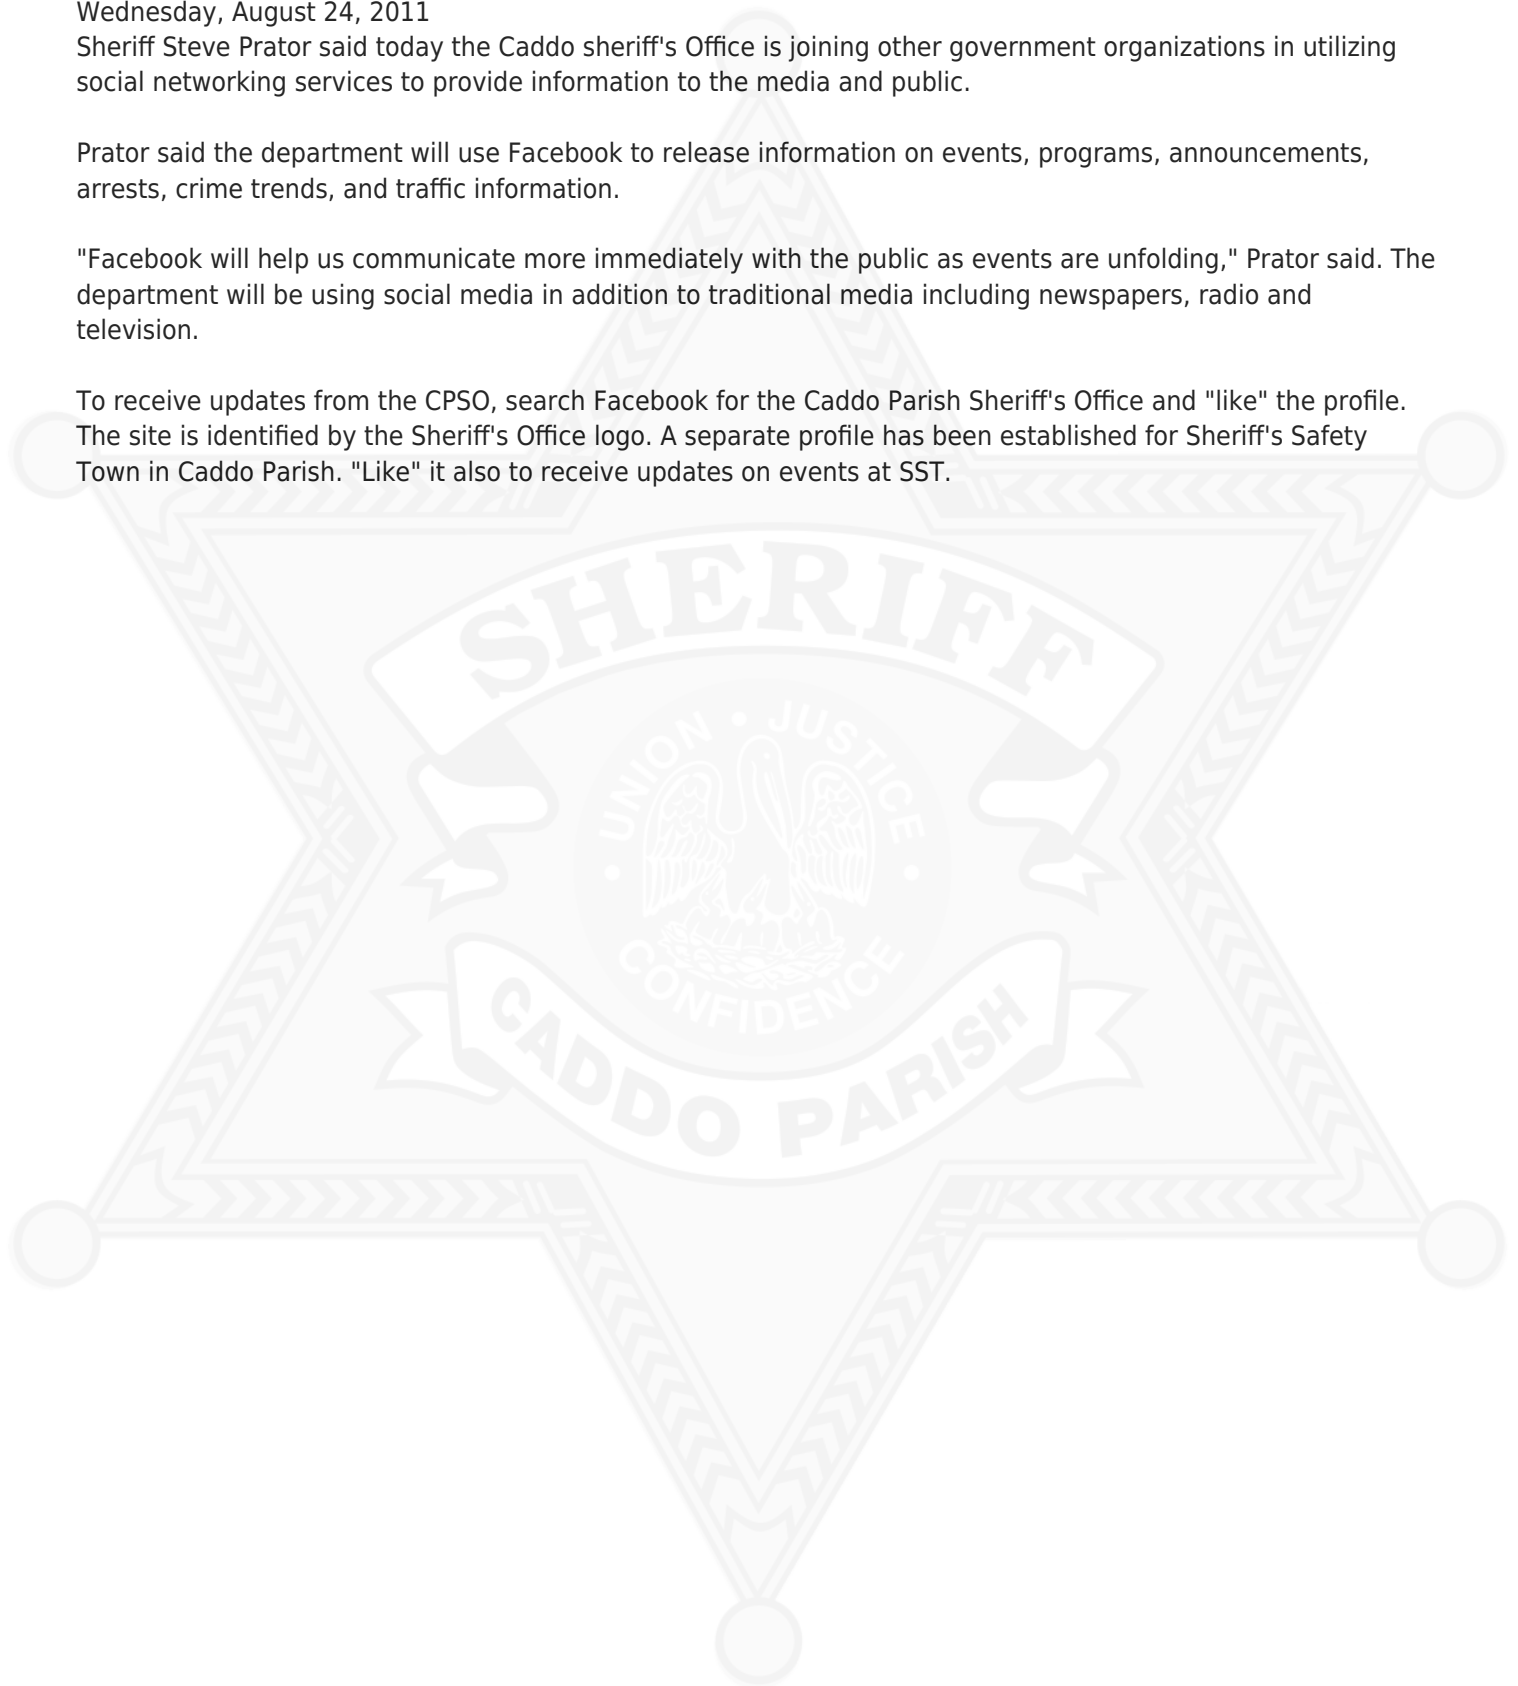 Wednesday, August 24, 2011
Sheriff Steve Prator said today the Caddo sheriff's Office is joining other government organizations in utilizing
social networking services to provide information to the media and public.
Prator said the department will use Facebook to release information on events, programs, announcements,
arrests, crime trends, and traffic information.
"Facebook will help us communicate more immediately with the public as events are unfolding," Prator said. The
department will be using social media in addition to traditional media including newspapers, radio and
television.
To receive updates from the CPSO, search Facebook for the Caddo Parish Sheriff's Office and "like" the profile.
The site is identified by the Sheriff's Office logo. A separate profile has been established for Sheriff's Safety
Town in Caddo Parish. "Like" it also to receive updates on events at SST.
SHERIFF
UNION • JUSTICE
• CONFIDENCE •
CADDO PARISH